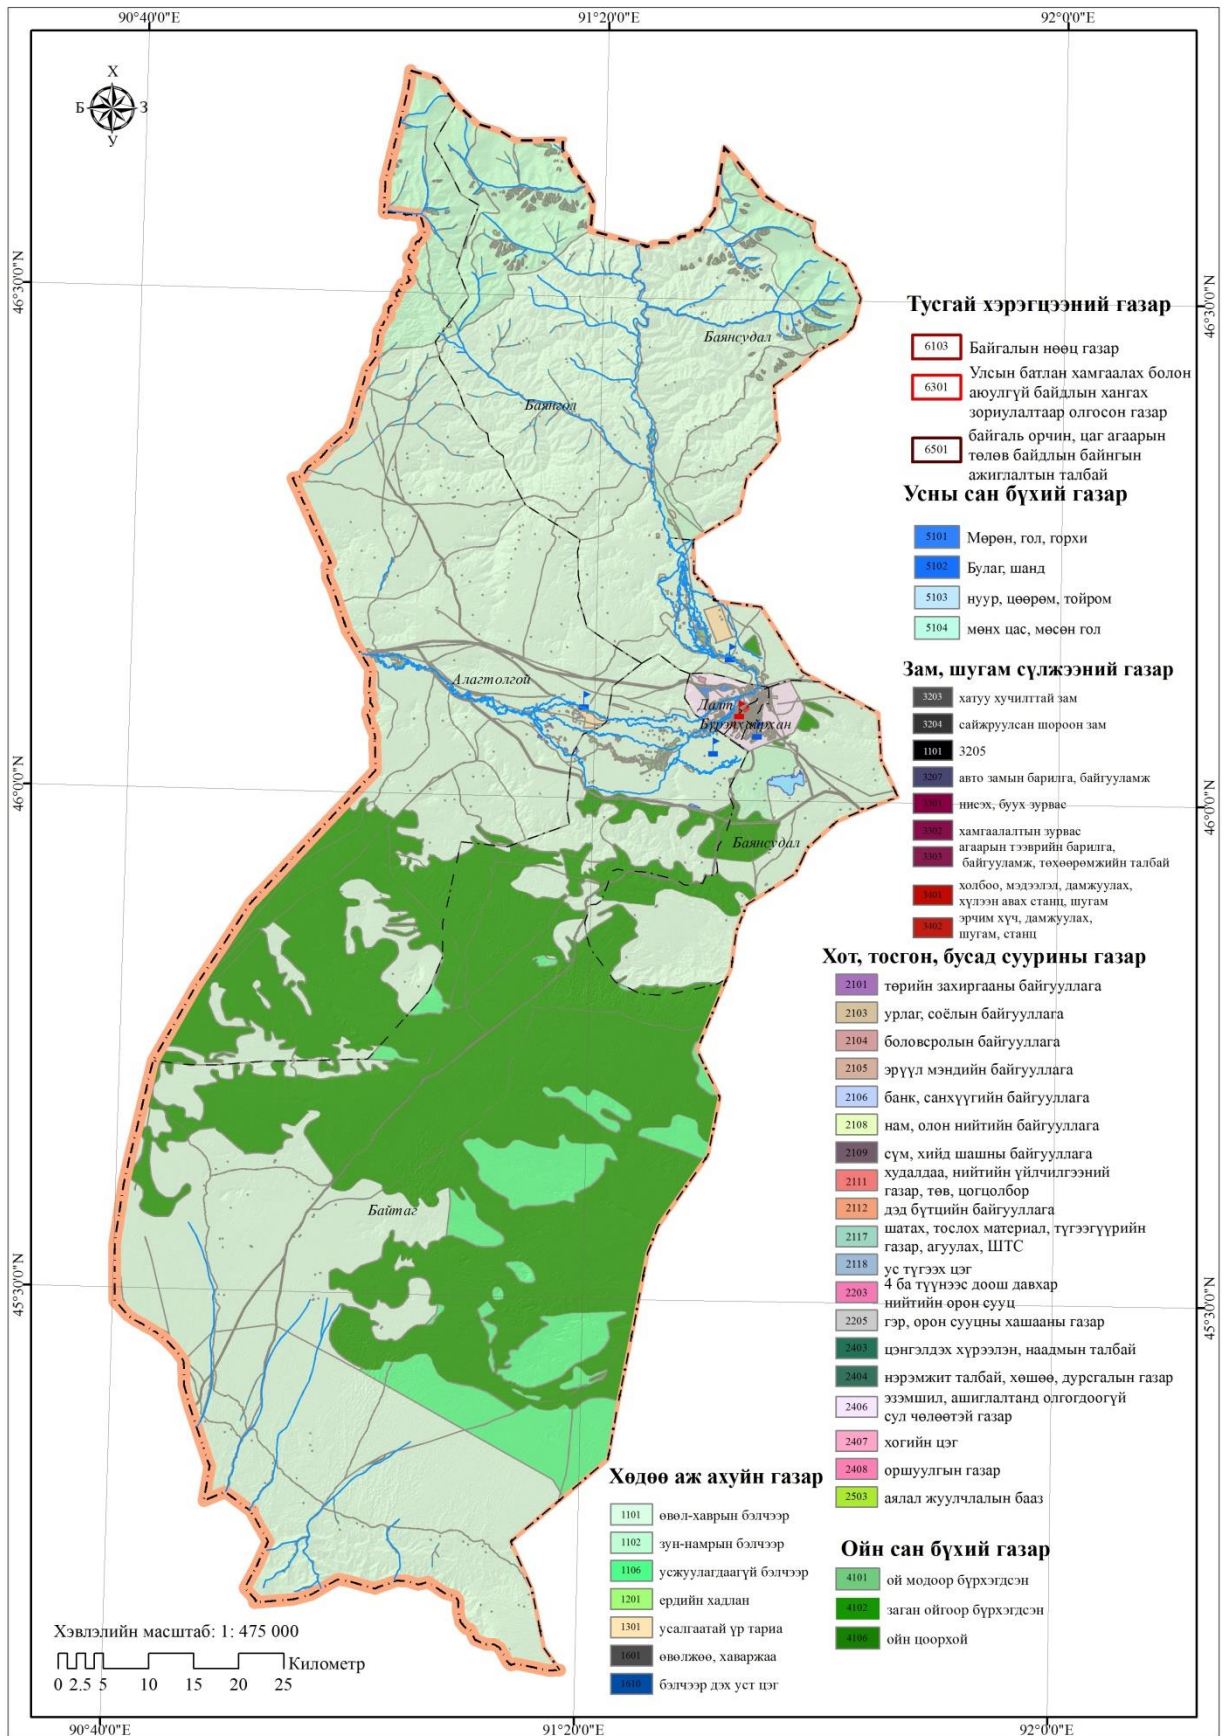 90°40'0"E
91°20'0"E
92°0'0"E
Х
Б З
У
46°30'0"N
46°30'0"N
46°0'0"N
46°0'0"N
45°30'0"N
45°30'0"N
Баянсудал
Баянгол
Алагтолгой
Далт
Бүрэнхайрхан
Баянсудал
Байтаг
Тусгай хэрэгцээний газар
6103 Байгалын нөөц газар
6301 Улсын батлан хамгаалах болон
аюулгүй байдлын хангах
зориулалтаар олгосон газар
6501 байгаль орчин, цаг агаарын
төлөв байдлын байнгын
ажиглалтын талбай
Усны сан бүхий газар
5101 Мөрөн, гол, горхи
5102 Булаг, шанд
5103 нуур, цөөрөм, тойром
5104 мөнх цас, мөсөн гол
Зам, шугам сүлжээний газар
3203 хатуу хучилттай зам
3204 сайжруулсан шороон зам
1101 3205
3207 авто замын барилга, байгууламж
3301 нисэх, буух зурвас
3302 хамгаалалтын зурвас
3303 агаарын тээврийн барилга,
байгууламж, төхөөрөмжийн талбай
3401 холбоо, мэдээлэл, дамжуулах,
хүлээн авах станц, шугам
3402 эрчим хүч, дамжуулах,
шугам, станц
Хот, тосгон, бусад суурины газар
2101 төрийн захиргааны байгууллага
2103 урлаг, соёлын байгууллага
2104 боловсролын байгууллага
2105 эрүүл мэндийн байгууллага
2106 банк, санхүүгийн байгууллага
2108 нам, олон нийтийн байгууллага
2109 сүм, хийд шашны байгууллага
2111 худалдаа, нийтийн үйлчилгээний
газар, төв, цогцолбор
2112 дэд бүтцийн байгууллага
2117 шатах, тослох материал, түгээгүүрийн
газар, агуулах, ШТС
2118 ус түгээх цэг
2203 4 ба түүнээс доош давхар
нийтийн орон сууц
2205 гэр, орон сууцны хашааны газар
2403 цэнгэлдэх хүрээлэн, наадмын талбай
2404 нэрэмжит талбай, хөшөө, дурсгалын газар
2406 эзэмшил, ашиглалтанд олгогдоогүй
сул чөлөөтэй газар
2407 хогийн цэг
2408 оршуулгын газар
2503 аялал жуулчлалын бааз
Хөдөө аж ахуйн газар
1101 өвөл-хаврын бэлчээр
1102 зун-намрын бэлчээр
1106 усжуулагдаагүй бэлчээр
1201 ердийн хадлан
1301 усалгаатай үр тариа
1601 өвөлжөө, хаваржаа
1610 бэлчээр дэх уст цэг
Ойн сан бүхий газар
4101 ой модоор бүрхэгдсэн
4102 заган ойгоор бүрхэгдсэн
4106 ойн цоорхой
Хэвлэлийн масштаб: 1: 475 000
Километр
0 2.5 5 10 15 20 25
90°40'0"E
91°20'0"E
92°0'0"E